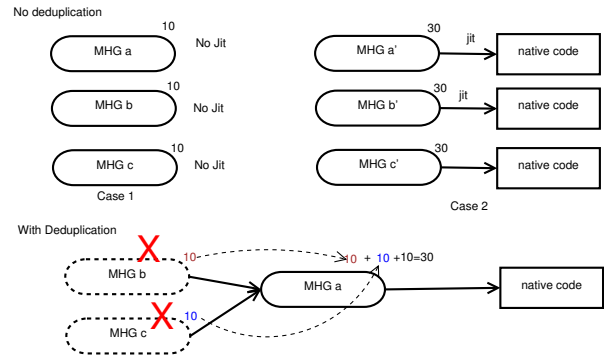 No deduplication
10
MHG a
No Jit
30
MHG a'
jit
native code
10
MHG b
No Jit
30
MHG b'
jit
native code
10
MHG c
No Jit
30
MHG c'
native code
Case 1
Case 2
With Deduplication
X
MHG b
10
10 + 10 +10=30
MHG a
native code
X
MHG c
10